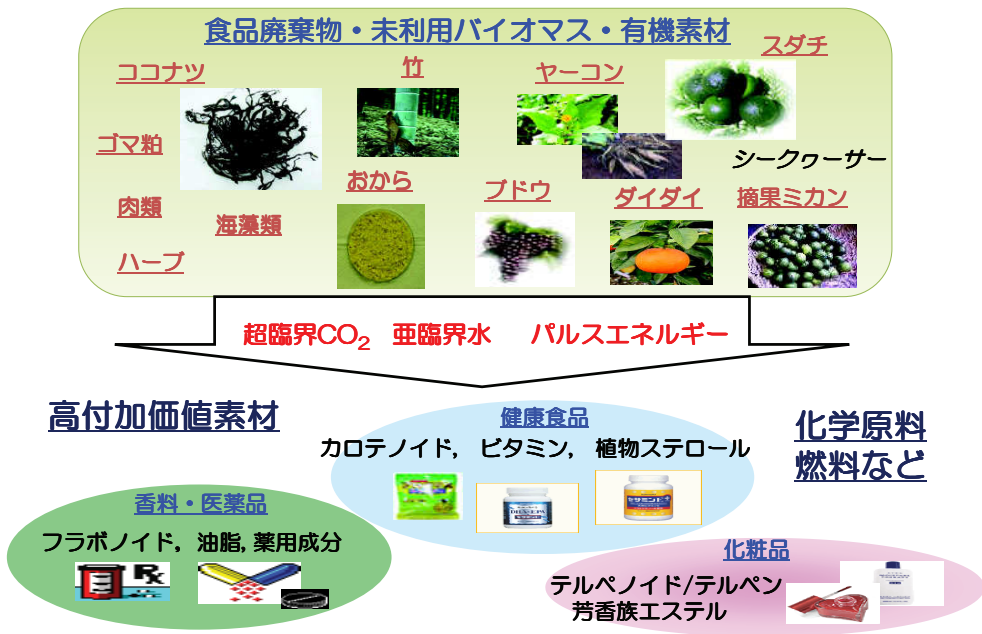 食品廃棄物・未利用バイオマス・有機素材
スダチ
ココナツ
竹
ヤーコン
ゴマ粕
シークヮーサー
おから
ブドウ
ダイダイ
摘果ミカン
肉類
海藻類
ハーブ
超臨界CO2 亜臨界水 パルスエネルギー
高付加価値素材
健康食品
カロテノイド, ビタミン, 植物ステロール
DHA+EPA
化学原料
燃料など
香料・医薬品
フラボノイド, 油脂, 薬用成分
Rx
化粧品
テルペノイド/テルペン
芳香族エステル